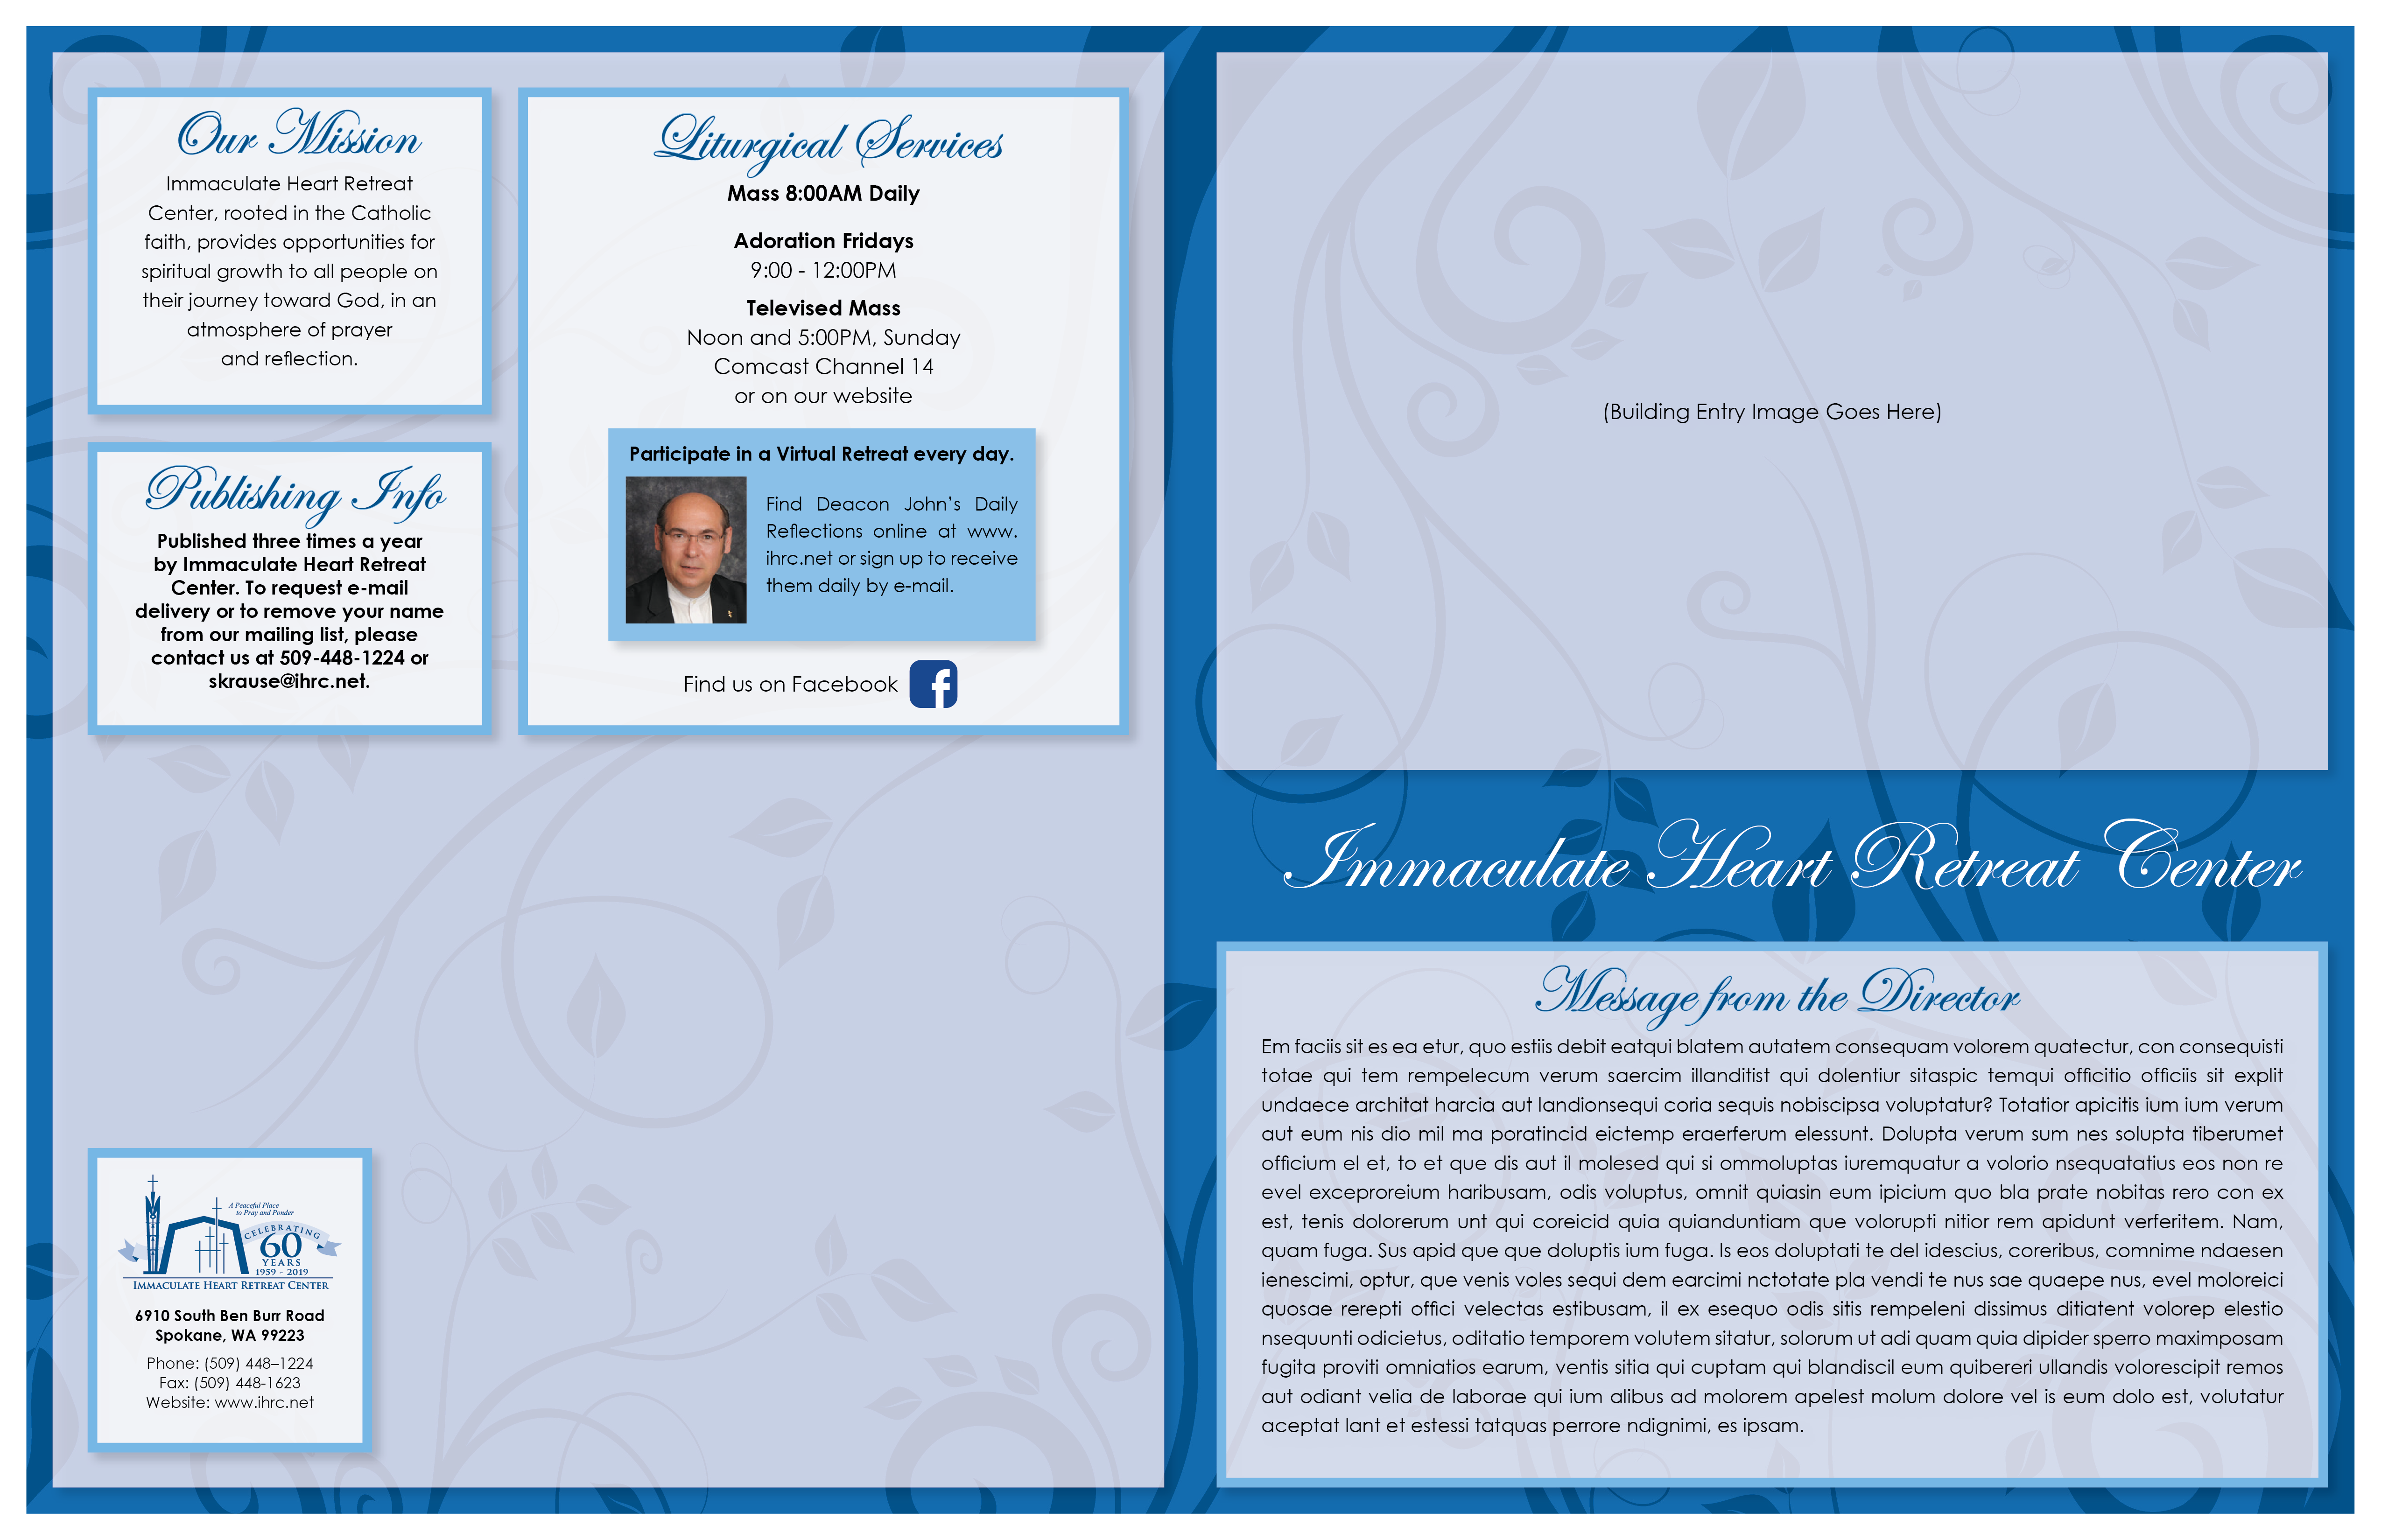 Our Mission
Immaculate Heart Retreat
Center, rooted in the Catholic
faith, provides opportunities for
spiritual growth to all people on
their journey toward God, in an
atmosphere of prayer
and reflection.
Publishing Info
Published three times a year
by Immaculate Heart Retreat
Center. To request e-mail
delivery or to remove your name
from our mailing list, please
contact us at 509-448-1224 or
skrause@ihrc.net.
Liturgical Services
Mass 8:00AM Daily
Adoration Fridays
9:00 - 12:00PM
Televised Mass
Noon and 5:00PM, Sunday
Comcast Channel 14
or on our website
Participate in a Virtual Retreat every day.
Find Deacon John’s Daily
Reflections online at www.
ihrc.net or sign up to receive
them daily by e-mail.
Find us on Facebook
A Peaceful Place
to Pray and Ponder
CELEBRATING
60
YEARS
1959 - 2019
IMMACULATE HEART RETREAT CENTER
6910 South Ben Burr Road
Spokane, WA 99223
Phone: (509) 448–1224
Fax: (509) 448-1623
Website: www.ihrc.net
(Building Entry Image Goes Here)
Immaculate Heart Retreat Center
Message from the Director
Em faciis sit es ea etur, quo estiis debit eatqui blatem autatem consequam volorem quatectur, con consequisti
totae qui tem rempelecum verum saercim illanditist qui dolentiur sitaspic temqui officitio officiis sit explit
undaece architat harcia aut landionsequi coria sequis nobiscipsa voluptatur? Totatior apicitis ium ium verum
aut eum nis dio mil ma poratincid eictemp eraerferum elessunt. Dolupta verum sum nes solupta tiberumet
officium el et, to et que dis aut il molesed qui si ommoluptas iuremquatur a volorio nsequatatius eos non re
evel exceproreium haribusam, odis voluptus, omnit quiasin eum ipicium quo bla prate nobitas rero con ex
est, tenis dolorerum unt qui coreicid quia quianduntiam que volorupti nitior rem apidunt verferitem. Nam,
quam fuga. Sus apid que que doluptis ium fuga. Is eos doluptati te del idescius, coreribus, comnime ndaesen
ienescimi, optur, que venis voles sequi dem earcimi nctotate pla vendi te nus sae quaepe nus, evel moloreici
quosae rerepti offici velectas estibusam, il ex esequo odis sitis rempeleni dissimus ditiatent volorep elestio
nsequunti odicietus, oditatio temporem volutem sitatur, solorum ut adi quam quia dipider sperro maximposam
fugita proviti omniatios earum, ventis sitia qui cuptam qui blandiscil eum quibereri ullandis volorescipit remos
aut odiant velia de laborae qui ium alibus ad molorem apelest molum dolore vel is eum dolo est, volutatur
aceptat lant et estessi tatquas perrore ndignimi, es ipsam.